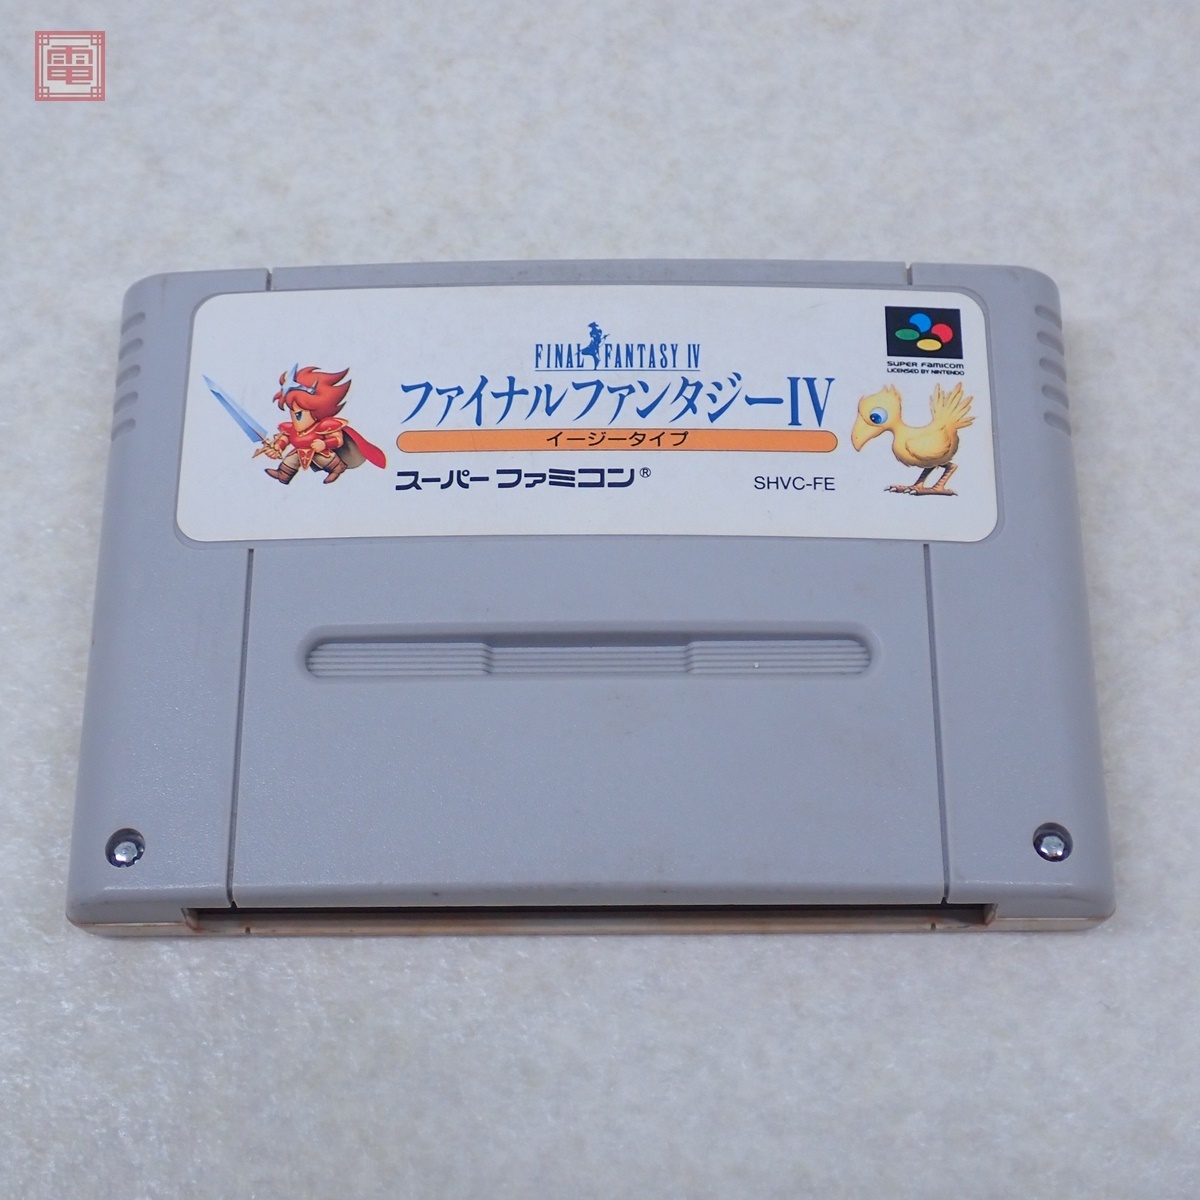 電
FINAL FANTASY IV
ファイナルファンタジーIV
イージータイプ
スーパーファミコン®
SHVC-FE
SUPER FAMICOM
LICENSED BY NINTENDO